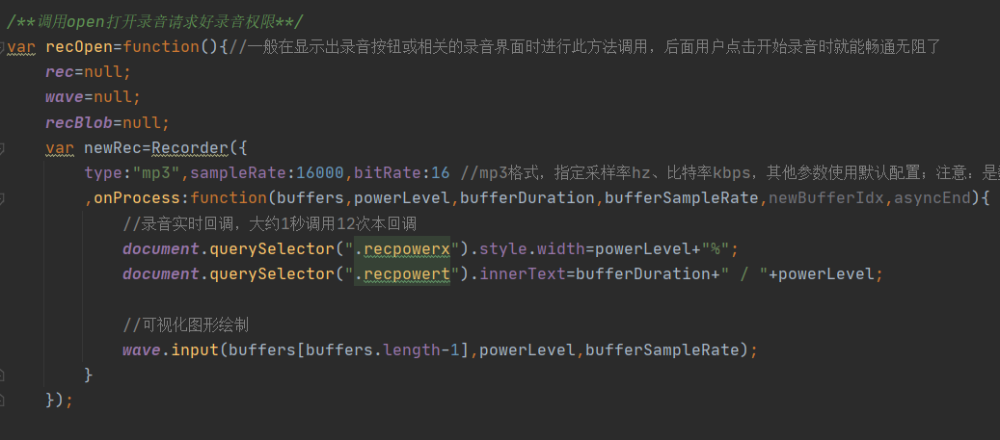 /**调用open打开录音请求好录音权限**/
var recOpen=function(){//一般在显示出录音按钮或相关的录音界面时进行此方法调用，后面用户点击开始录音时就能畅通无阻了
rec=null;
wave=null;
recBlob=null;
var newRec=Recorder({
type:"mp3",sampleRate:16000,bitRate:16 //mp3格式，指定采样率hz、比特率kbps，其他参数使用默认配置；注意：是
,onProcess:function(buffers,powerLevel,bufferDuration,bufferSampleRate,newBufferIdx,asyncEnd){
//录音实时回调，大约1秒调用12次本回调
document.querySelector(".recpowerx").style.width=powerLevel+"%";
document.querySelector(".recpowert").innerText=bufferDuration+" / "+powerLevel;
//可视化图形绘制
wave.input(buffers[buffers.length-1],powerLevel,bufferSampleRate);
}
});